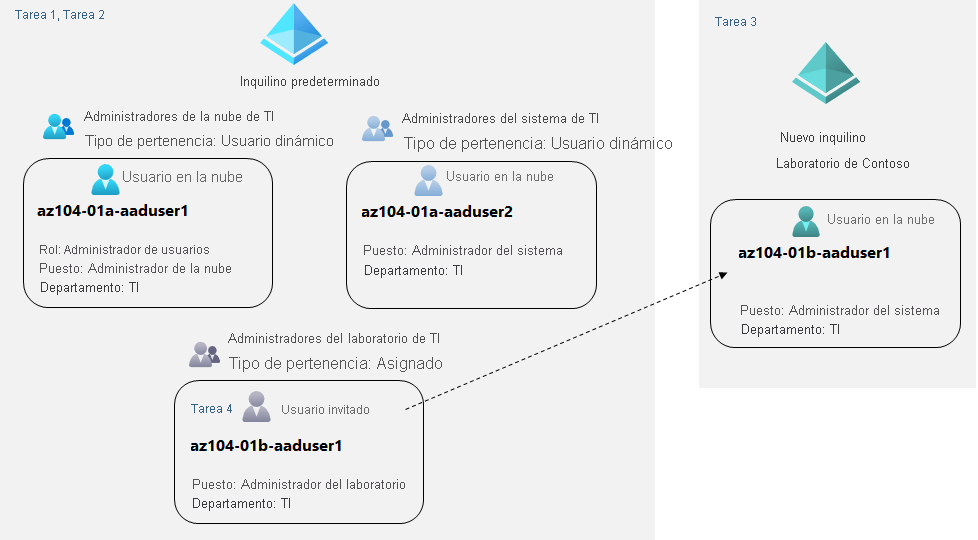 Tarea 1, Tarea 2
Inquilino predeterminado
Administradores de la nube de TI
Tipo de pertenencia: Usuario dinámico
Usuario en la nube
az104-01a-aaduser1
Rol: Administrador de usuarios
Puesto: Administrador de la nube
Departamento: TI
Administradores del sistema de TI
Tipo de pertenencia: Usuario dinámico
Usuario en la nube
az104-01a-aaduser2
Puesto: Administrador del sistema
Departamento: TI
Administradores del laboratorio de TI
Tipo de pertenencia: Asignado
Tarea 4
Usuario invitado
az104-01b-aaduser1
Puesto: Administrador del laboratorio
Departamento: TI
Tarea 3
Nuevo inquilino
Laboratorio de Contoso
Usuario en la nube
az104-01b-aaduser1
Puesto: Administrador del sistema
Departamento: TI